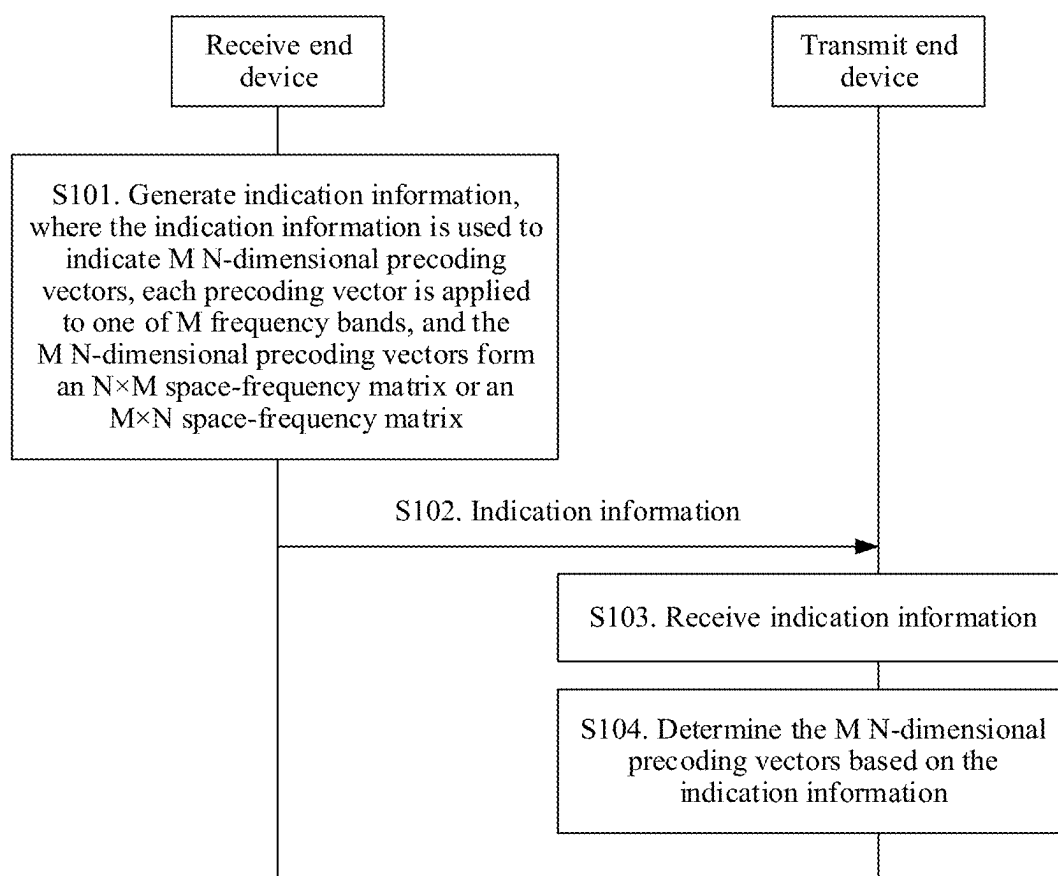 Receive end
device
Transmit end
device
S101. Generate indication information,
where the indication information is used to
indicate M N-dimensional precoding
vectors, each precoding vector is applied
to one of M frequency bands, and the
M N-dimensional precoding vectors form
an N×M space-frequency matrix or an
M×N space-frequency matrix
S102. Indication information
S103. Receive indication information
S104. Determine the M N-dimensional
precoding vectors based on the
indication information